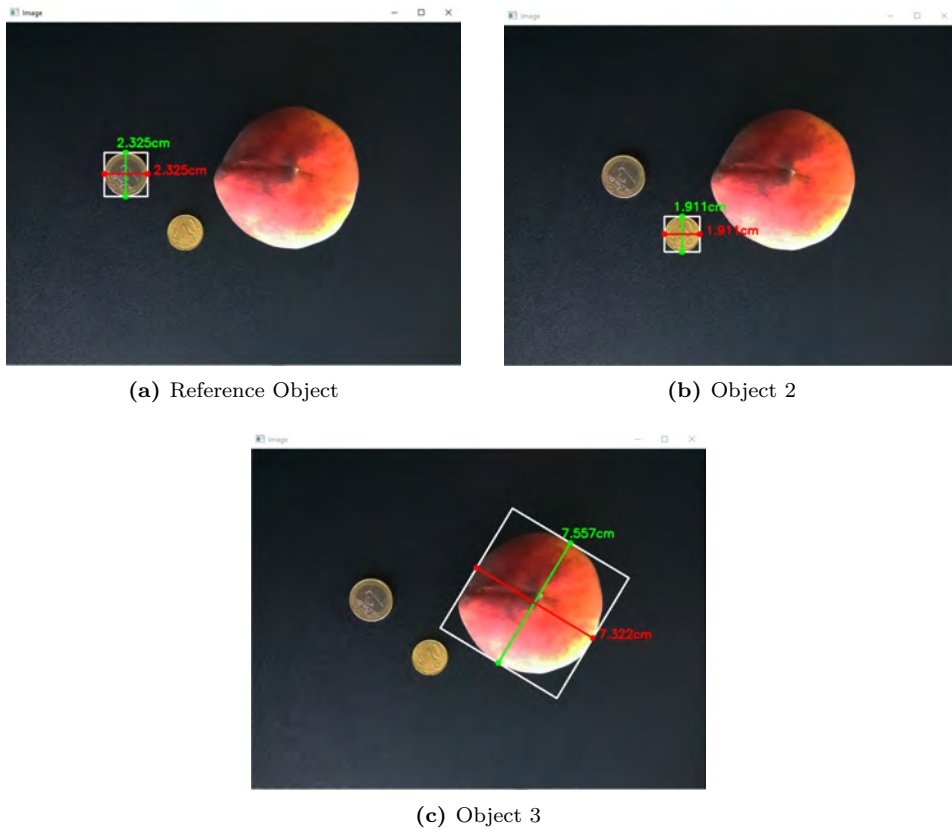 Image
Image
2.325cm
2.325cm
1.911cm
1.911cm
(a) Reference Object
(b) Object 2
Image
7.557cm
7.322cm
(c) Object 3